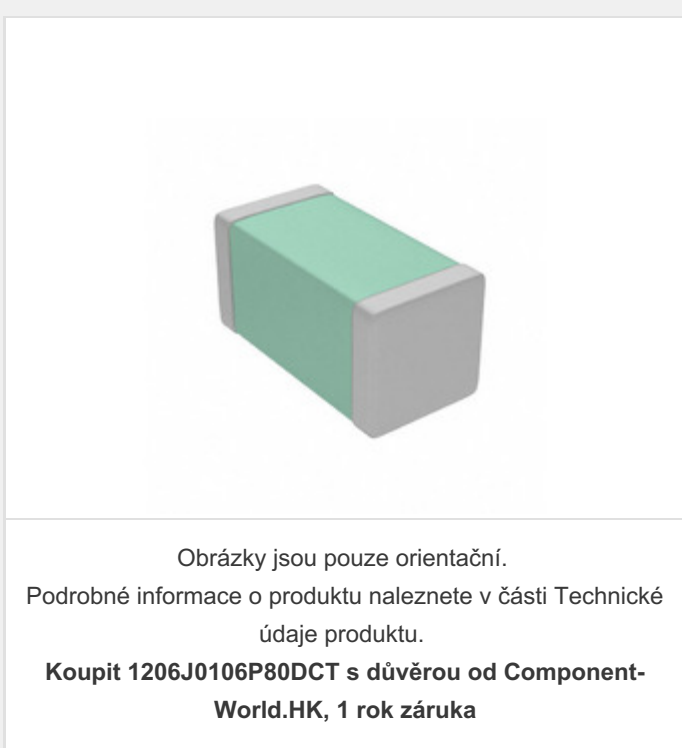 Obrázky jsou pouze orientační.
Podrobné informace o produktu naleznete v části Technické
údaje produktu.
Koupit 1206J0106P80DCT s důvěrou od Component-
World.HK, 1 rok záruka